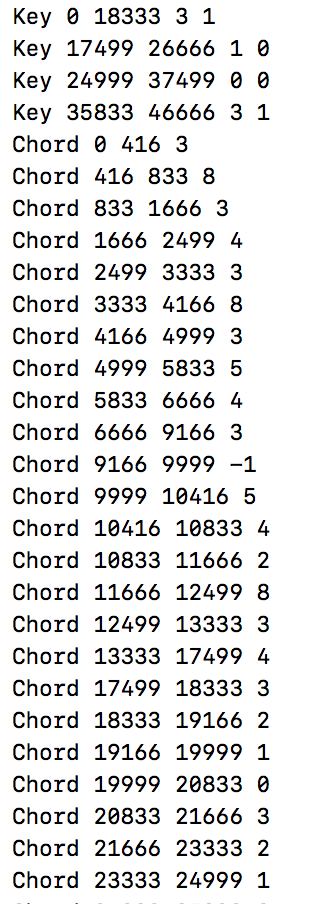 Key 0 18333 3 1
Key 17499 26666 1 0
Key 24999 37499 0 0
Key 35833 46666 3 1
Chord 0 416 3
Chord 416 833 8
Chord 833 1666 3
Chord 1666 2499 4
Chord 2499 3333 3
Chord 3333 4166 8
Chord 4166 4999 3
Chord 4999 5833 5
Chord 5833 6666 4
Chord 6666 9166 3
Chord 9166 9999 -1
Chord 9999 10416 5
Chord 10416 10833 4
Chord 10833 11666 2
Chord 11666 12499 8
Chord 12499 13333 3
Chord 13333 17499 4
Chord 17499 18333 3
Chord 18333 19166 2
Chord 19166 19999 1
Chord 19999 20833 0
Chord 20833 21666 3
Chord 21666 23333 2
Chord 23333 24999 1